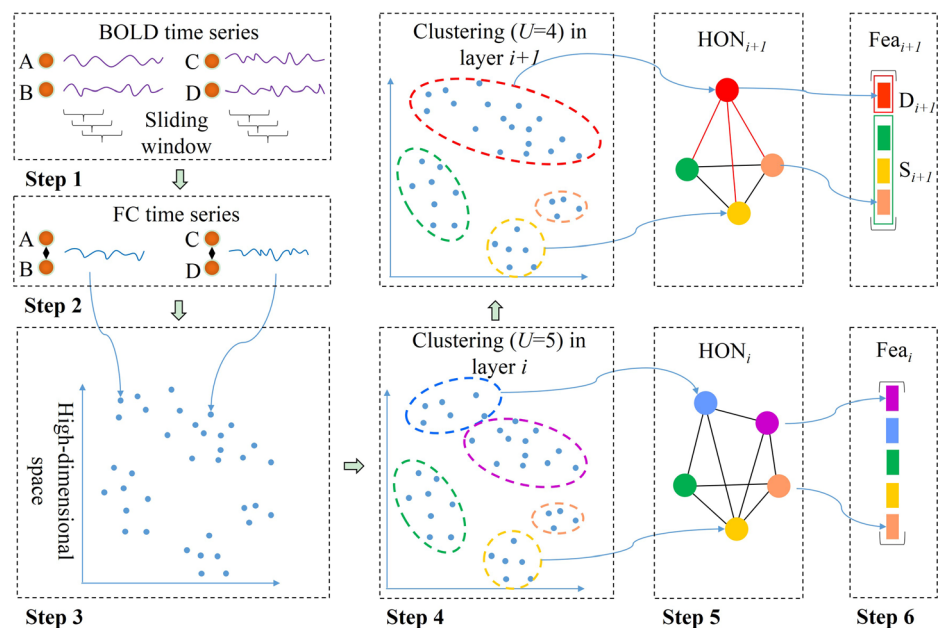 BOLD time series
A
C
B
D
Sliding
window
Step 1
FC time series
A
C
B
D
Step 2
High-dimensional
space
Step 3
Clustering (U=4) in
layer i+1
Clustering (U=5) in
layer i
Step 4
HONi+1
HONi
Step 5
Feai+1
Di+1
Si+1
Feai
Step 6